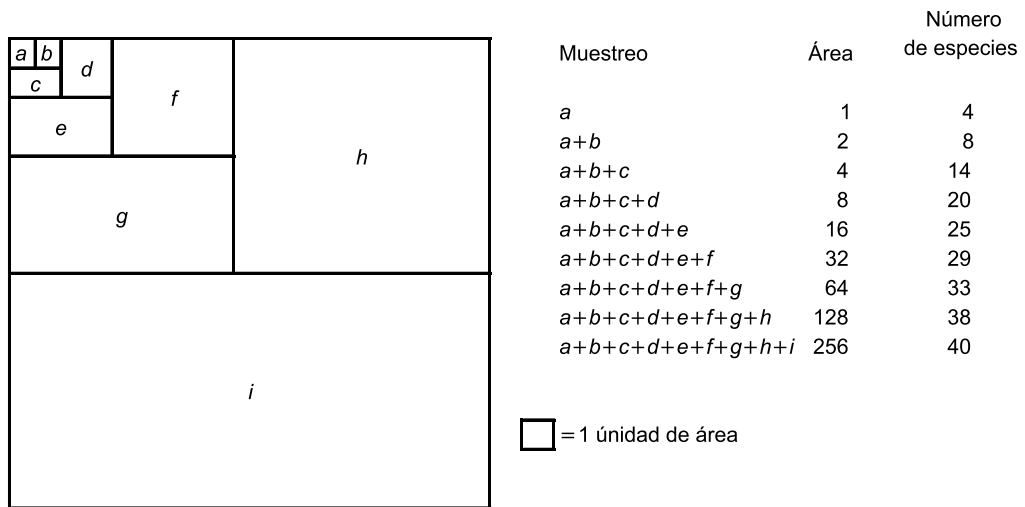 a b
c
d
e
f
g
h
i
Número
Muestreo Área de especies
a 1 4
a+b 2 8
a+b+c 4 14
a+b+c+d 8 20
a+b+c+d+e 16 25
a+b+c+d+e+f 32 29
a+b+c+d+e+f+g 64 33
a+b+c+d+e+f+g+h 128 38
a+b+c+d+e+f+g+h+i 256 40
=1 únidad de área